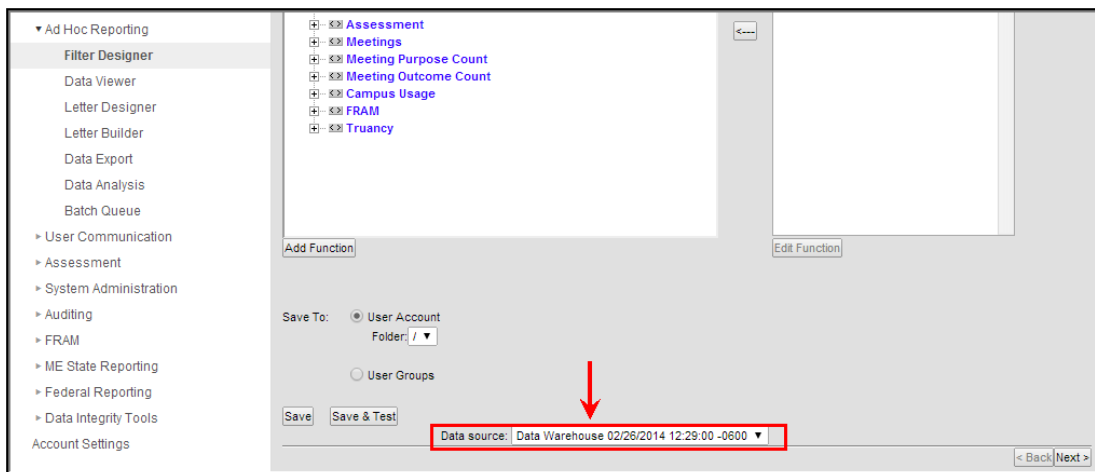 ▾ Ad Hoc Reporting
Filter Designer
Data Viewer
Letter Designer
Letter Builder
Data Export
Data Analysis
Batch Queue
▸ User Communication
▸ Assessment
▸ System Administration
▸ Auditing
▸ FRAM
▸ ME State Reporting
▸ Federal Reporting
▸ Data Integrity Tools
Account Settings
Assessment
Meetings
Meeting Purpose Count
Meeting Outcome Count
Campus Usage
FRAM
Truancy
<---
Add Function
Edit Function
Save To: User Account
Folder: / ▼
User Groups
Save Save & Test
Data source: Data Warehouse 02/26/2014 12:29:00 -0600 ▼
< Back Next >